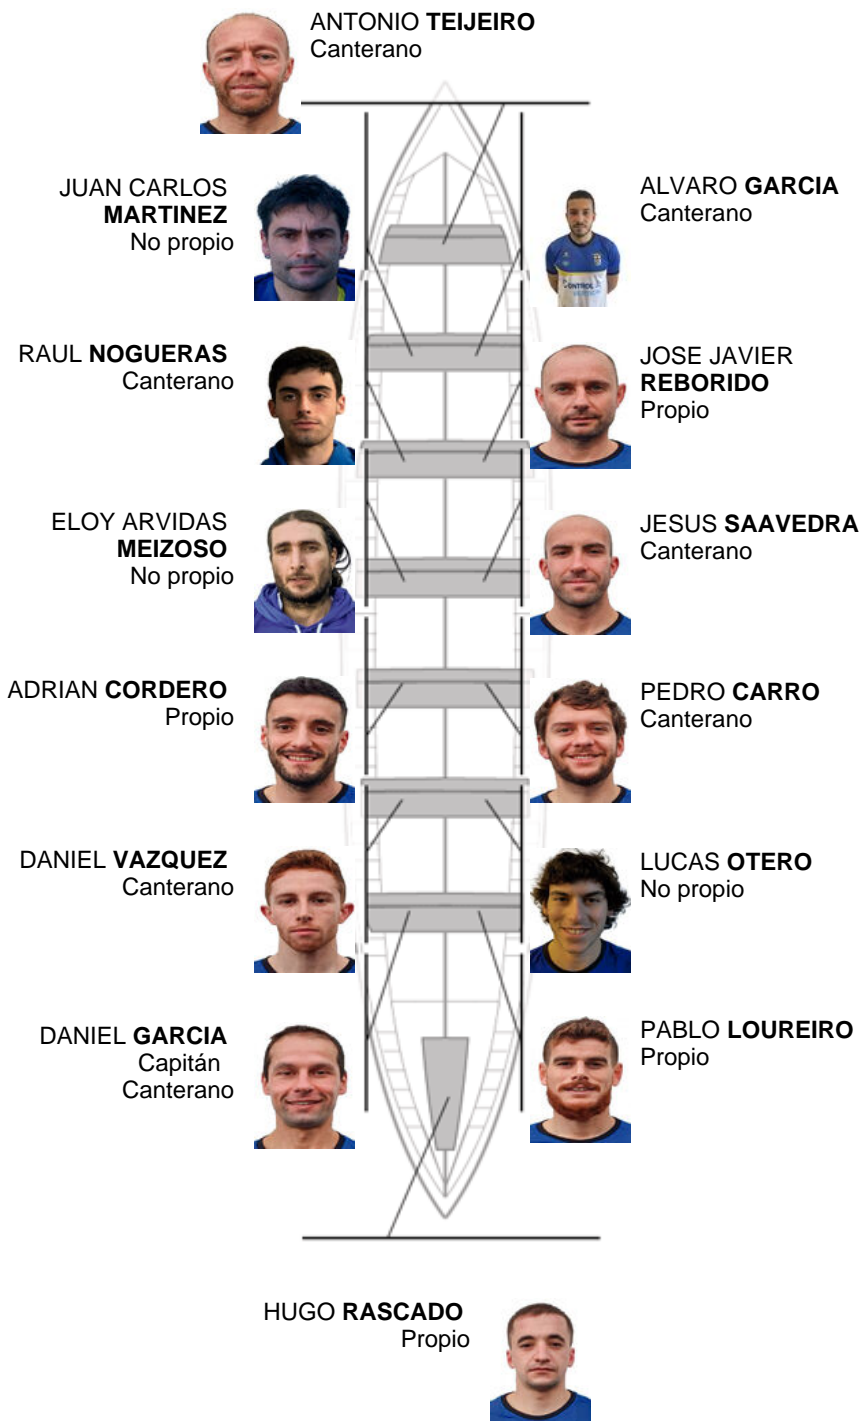 ANTONIO TEIJEIRO
Canterano
JUAN CARLOS
MARTINEZ
No propio
ALVARO GARCIA
Canterano
RAUL NOGUERAS
Canterano
JOSE JAVIER
REBORIDO
Propio
ELOY ARVIDAS
MEIZOSO
No propio
JESUS SAAVEDRA
Canterano
ADRIAN CORDERO
Propio
PEDRO CARRO
Canterano
DANIEL VAZQUEZ
Canterano
LUCAS OTERO
No propio
DANIEL GARCIA
Capitán
Canterano
PABLO LOUREIRO
Propio
HUGO RASCADO
Propio